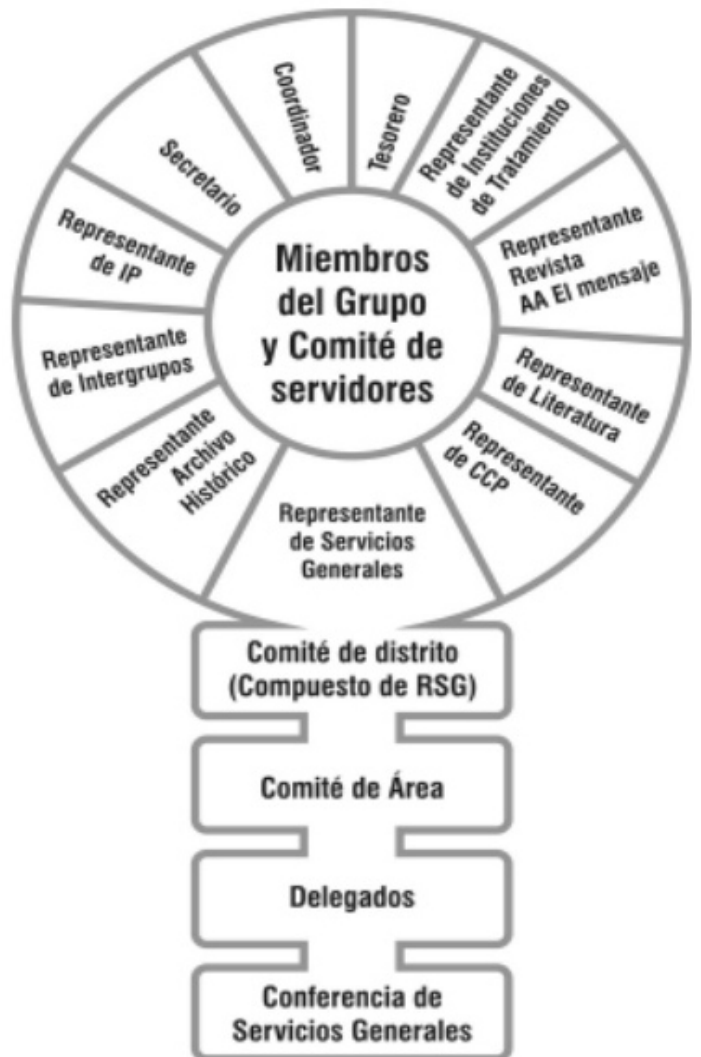 Coordinador
Tesorero
Representante
de Instituciones
de Tratamiento
Secretario
Representante
Revista
AA El mensaje
Representante
de IP
Miembros
del Grupo
y Comité de
servidores
Representante
de Intergrupos
Representante
de Literatura
Representante
Archivo
Histórico
Representante
de CCP
Representante
de Servicios
Generales
Comité de distrito
(Compuesto de RSG)
Comité de Área
Delegados
Conferencia de
Servicios Generales